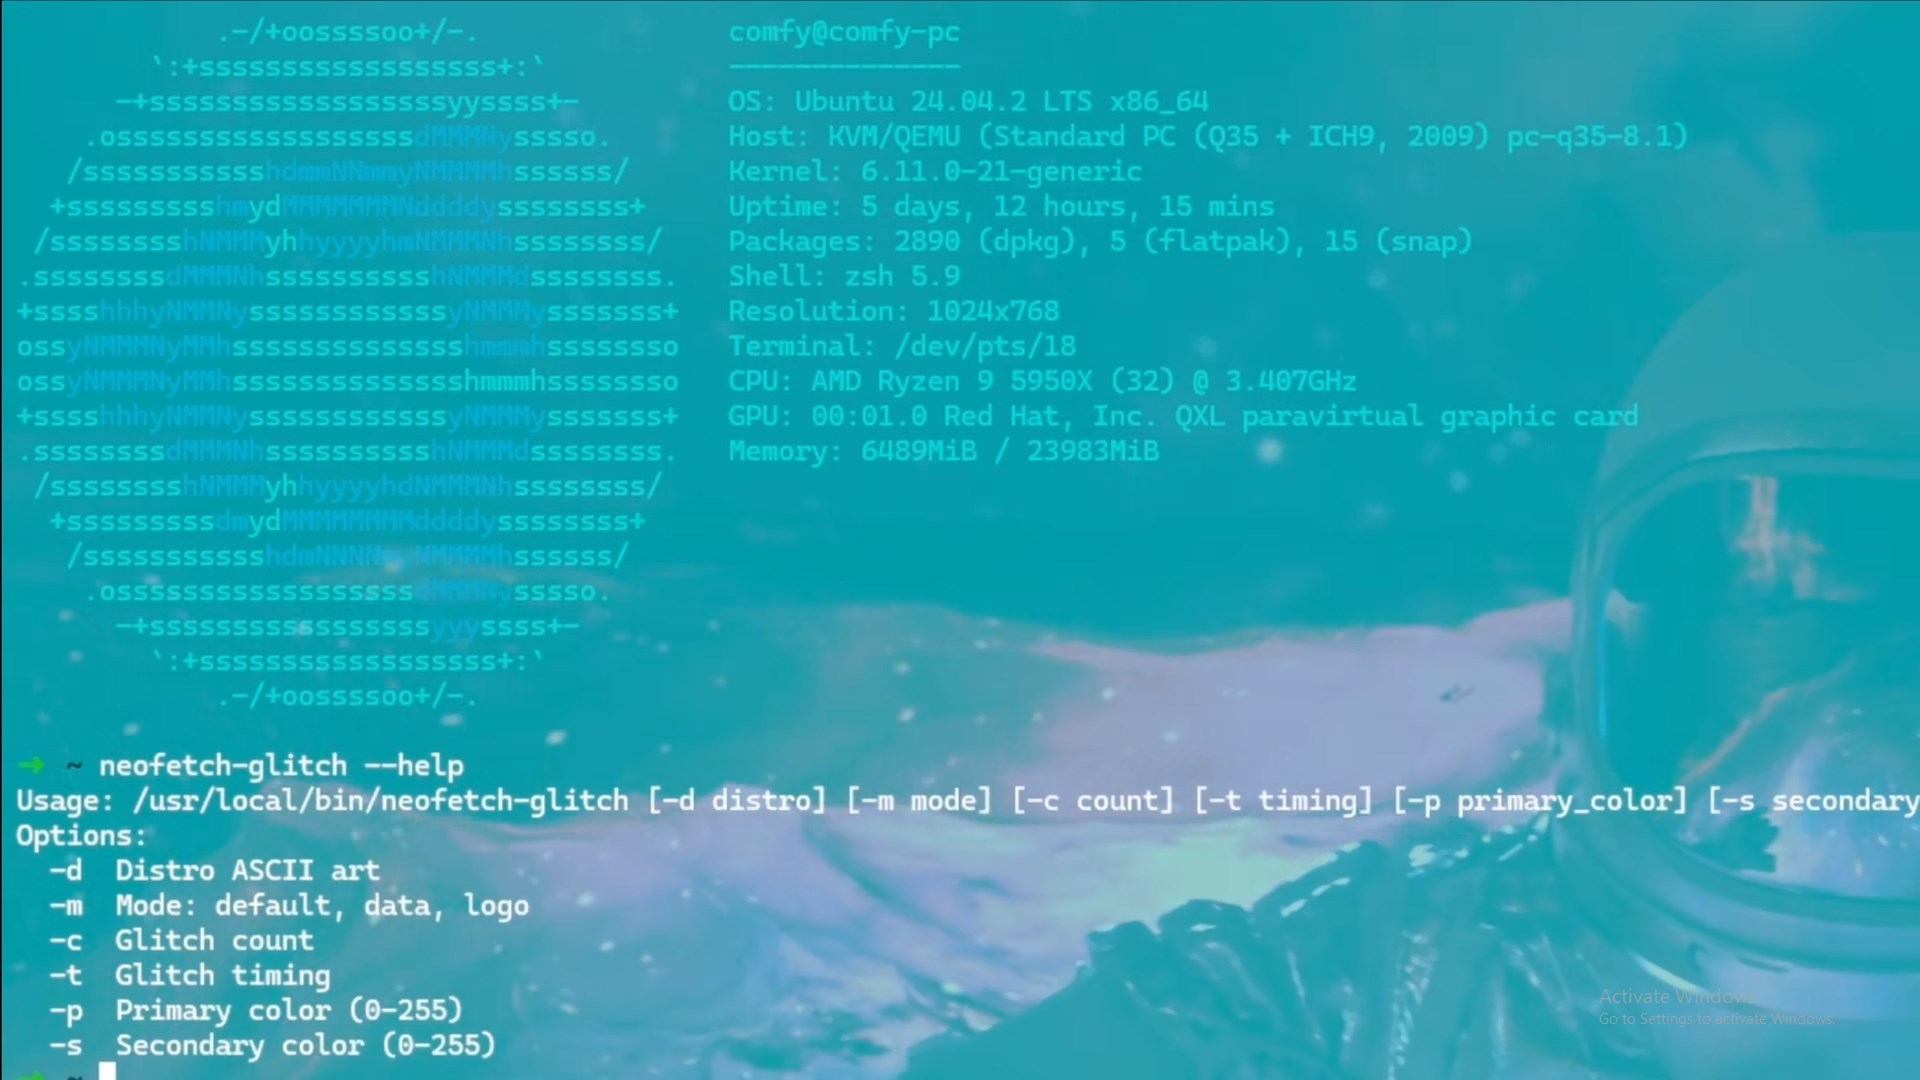 .-/+oossssoo+/-.
`:+ssssssssssssssssss+:`
-+ssssssssssssssssssyyssss+-
.ossssssssssssssssssdMMMNysssso.
/ssssssssssshdmmNNmmyNMMMMhssssss/
+ssssssssshmydMMMMMMMNddddyssssssss+
/sssssssshNMMMyhhyyyyhmNMMMNhssssssss/
.ssssssssdMMMNhsssssssssshNMMMdssssssss.
+sssshhhyNMMNyssssssssssssyNMMMysssssss+
ossyNMMMNyMMhsssssssssssssshmmmhssssssso
ossyNMMMNyMMhsssssssssssssshmmmhssssssso
+sssshhhyNMMNyssssssssssssyNMMMysssssss+
.ssssssssdMMMNhsssssssssshNMMMdssssssss.
/sssssssshNMMMyhhyyyyhdNMMMNhssssssss/
+sssssssssdmydMMMMMMMMddddyssssssss+
/ssssssssssshdmNNNNmyNMMMMhssssss/
.ossssssssssssssssssdMMMNysssso.
-+sssssssssssssssssyyyssss+-
`:+ssssssssssssssssss+:`
.-/+oossssoo+/-.
comfy@comfy-pc
--------------
OS: Ubuntu 24.04.2 LTS x86_64
Host: KVM/QEMU (Standard PC (Q35 + ICH9, 2009) pc-q35-8.1)
Kernel: 6.11.0-21-generic
Uptime: 5 days, 12 hours, 15 mins
Packages: 2890 (dpkg), 5 (flatpak), 15 (snap)
Shell: zsh 5.9
Resolution: 1024x768
Terminal: /dev/pts/18
CPU: AMD Ryzen 9 5950X (32) @ 3.407GHz
GPU: 00:01.0 Red Hat, Inc. QXL paravirtual graphic card
Memory: 6489MiB / 23983MiB
→ ~ neofetch-glitch --help
Usage: /usr/local/bin/neofetch-glitch [-d distro] [-m mode] [-c count] [-t timing] [-p primary_color] [-s secondary
Options:
-d Distro ASCII art
-m Mode: default, data, logo
-c Glitch count
-t Glitch timing
-p Primary color (0-255)
-s Secondary color (0-255)
→ ~
Activate Windows
Go to Settings to activate Windows.